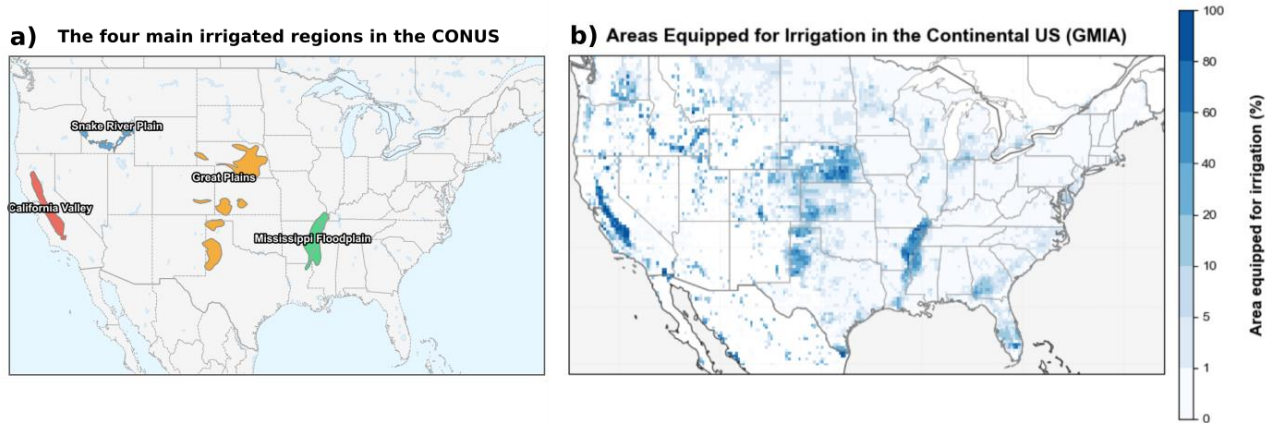 a) The four main irrigated regions in the CONUS
Snake River Plain
Great Plains
California Valley
Mississippi Floodplain
b) Areas Equipped for Irrigation in the Continental US (GMIA)
100
80
60
40
20
10
5
1
0
Area equipped for irrigation (%)